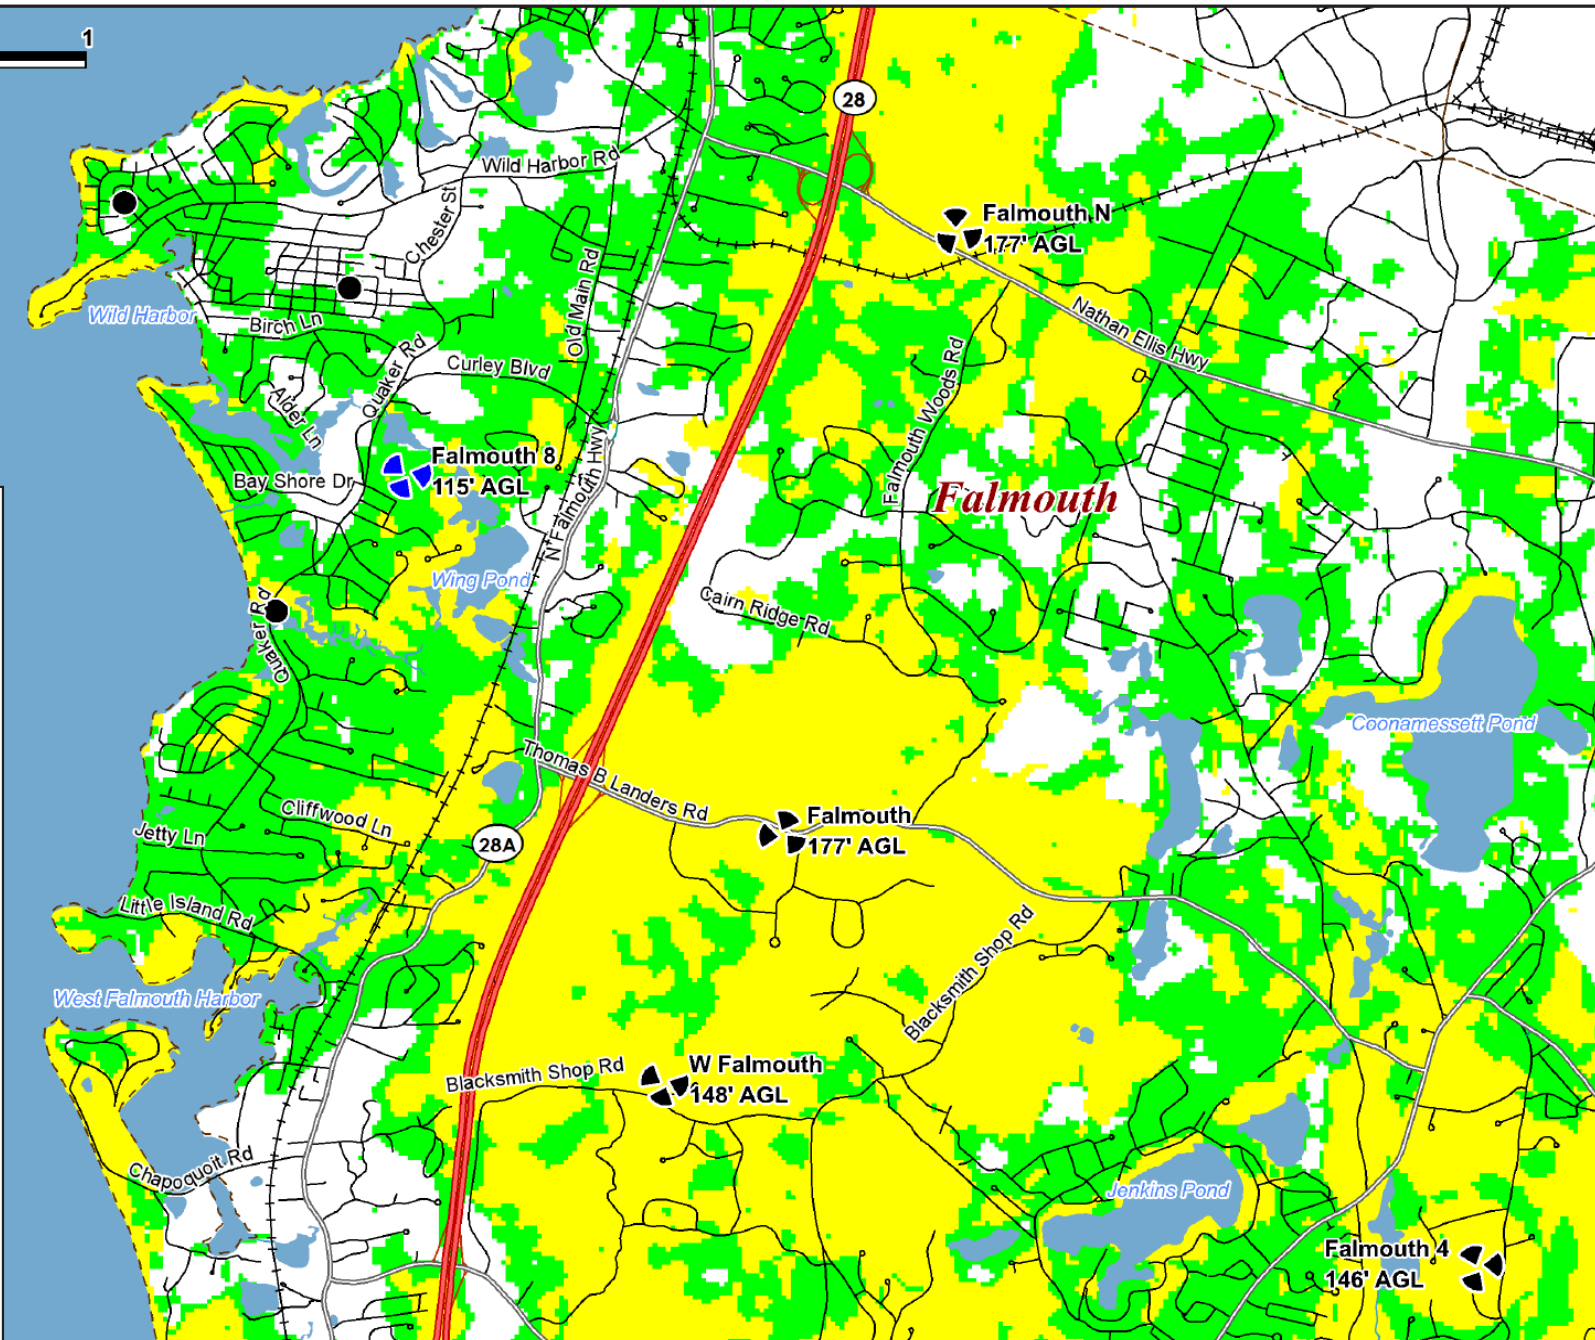 1
28
Wild Harbor Rd
Chester St
Falmouth N
177' AGL
Wild Harbor
Birch Ln
Old Main Rd
Nathan Ellis Hwy
Quaker Rd
Curley Blvd
Alder Ln
Falmouth Woods Rd
Falmouth 8
115' AGL
Bay Shore Dr
N Falmouth Hwy
Falmouth
Wing Pond
Cairn Ridge Rd
Quaker Rd
Coonamessett Pond
Thomas B Landers Rd
Cliffwood Ln
Jetty Ln
28A
Falmouth
177' AGL
Little Island Rd
Blacksmith Shop Rd
West Falmouth Harbor
Blacksmith Shop Rd
W Falmouth
148' AGL
Chapoquoit Rd
Jenkins Pond
Falmouth 4
146' AGL